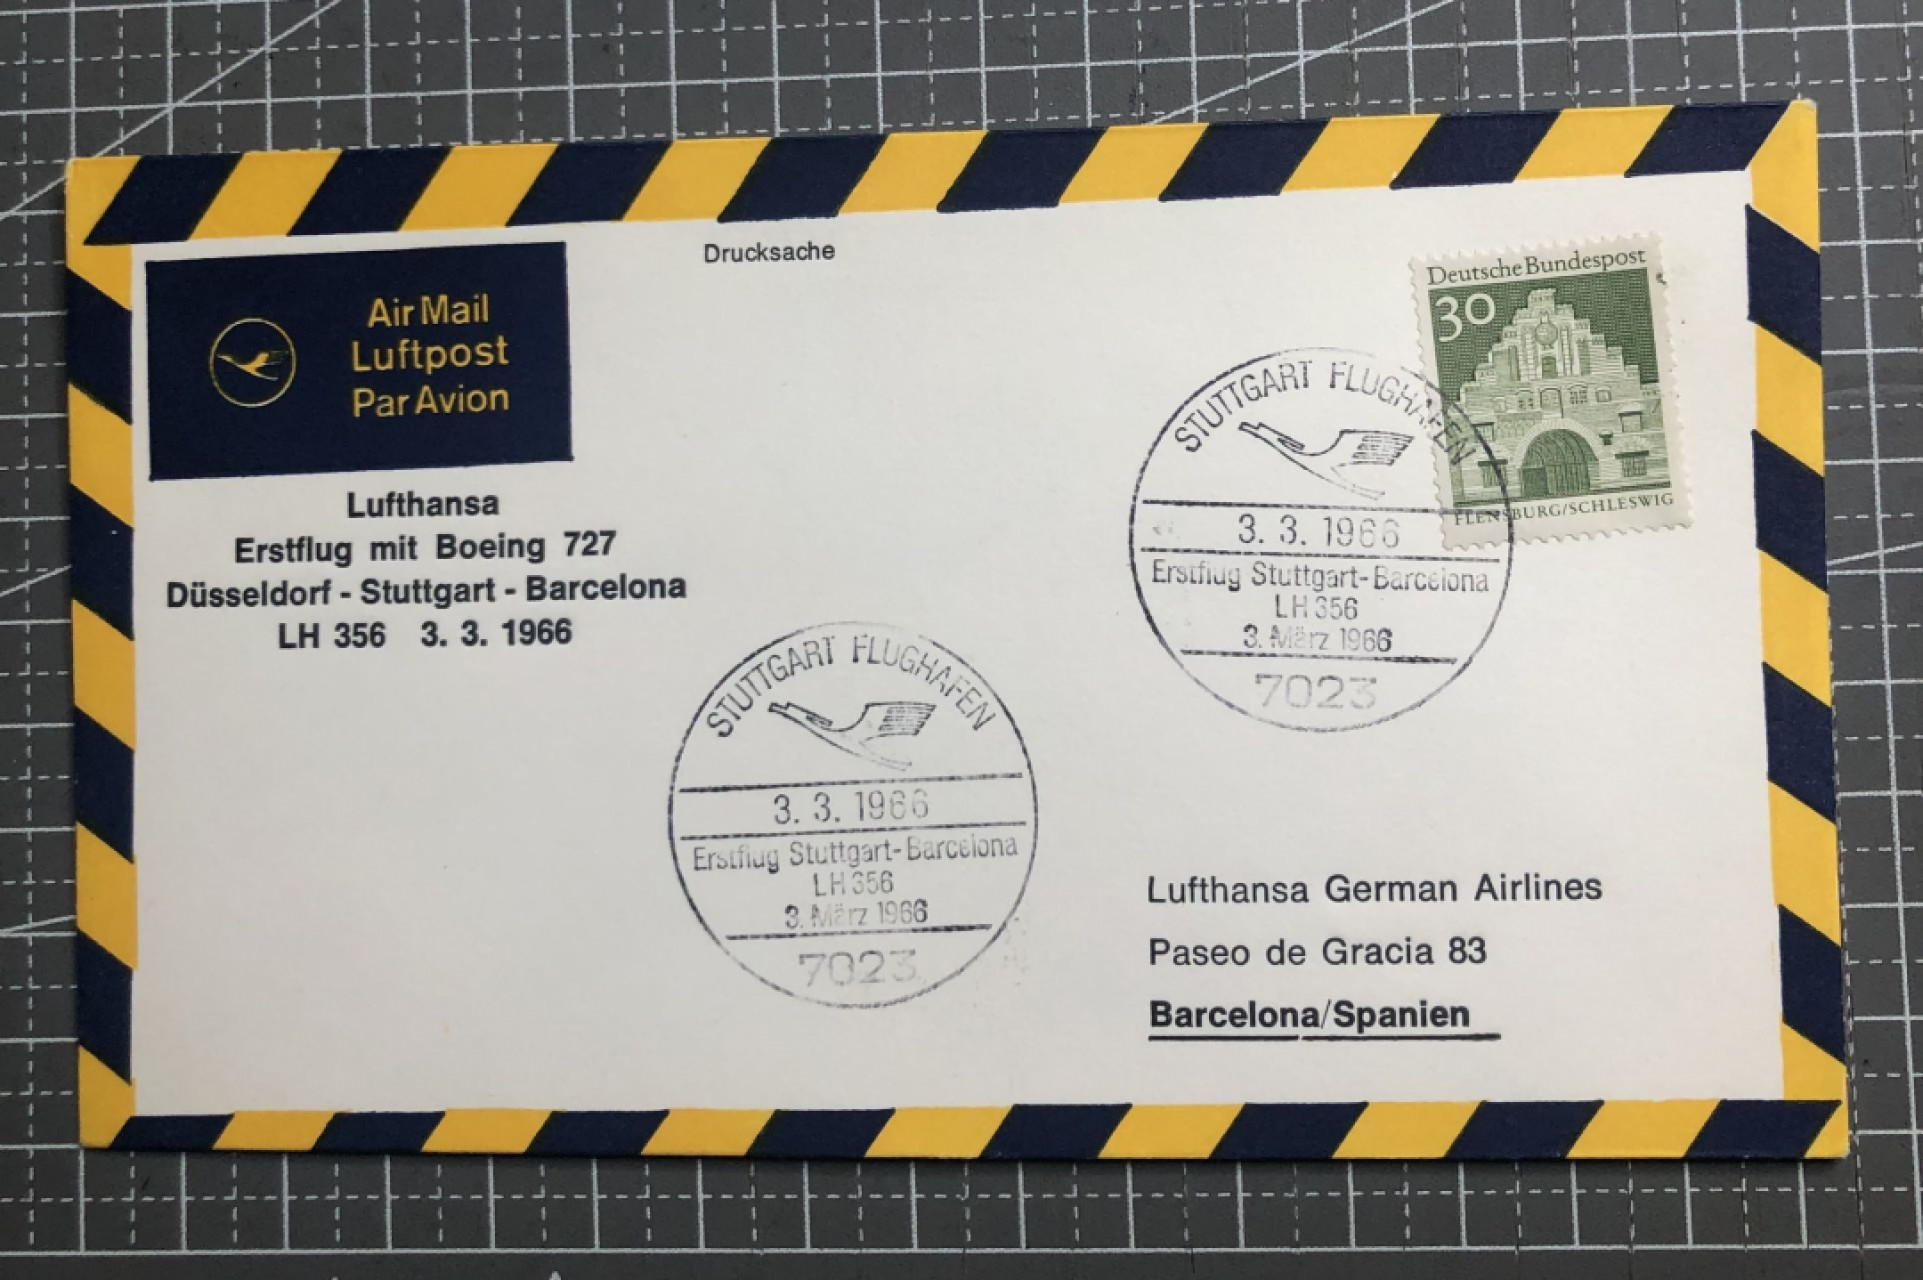 Drucksache
Air Mail
Luftpost
Par Avion
Lufthansa
Erstflug mit Boeing 727
Düsseldorf - Stuttgart - Barcelona
LH 356 3. 3. 1966
Deutsche Bundespost
30
FLENSBURG/SCHLESWIG
STUTTGART FLUGHAFEN
3. 3. 1966
Erstflug Stuttgart-Barcelona
LH 356
3. März 1966
7023
STUTTGART FLUGHAFEN
3. 3. 1966
Erstflug Stuttgart-Barcelona
LH 356
3. März 1966
7023
Lufthansa German Airlines
Paseo de Gracia 83
Barcelona/Spanien